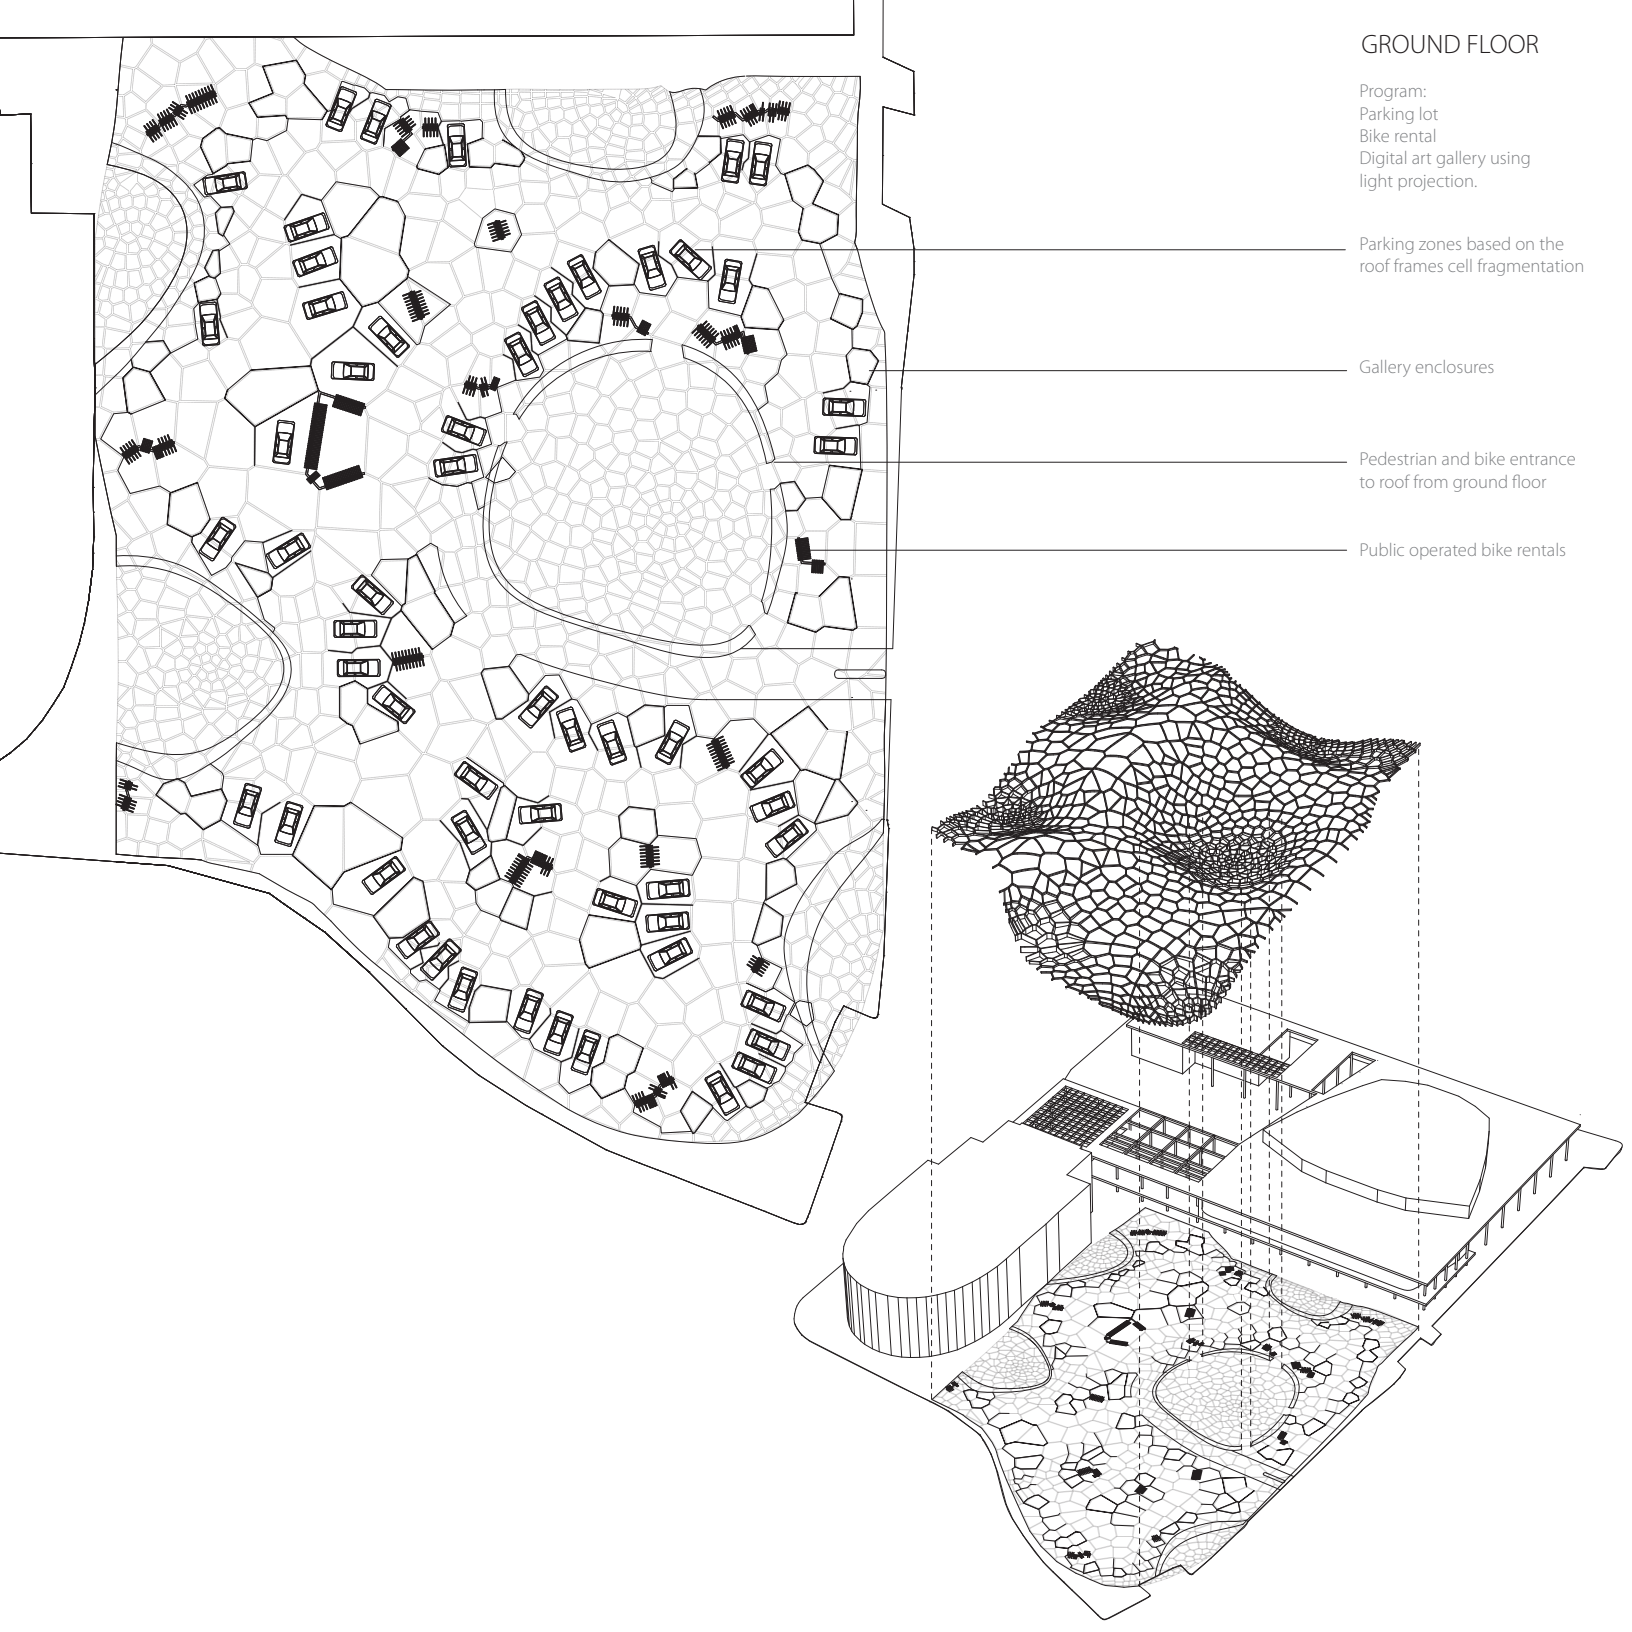 GROUND FLOOR
Program:
Parking lot
Bike rental
Digital art gallery using
light projection.
Parking zones based on the
roof frames cell fragmentation
Gallery enclosures
Pedestrian and bike entrance
to roof from ground floor
Public operated bike rentals